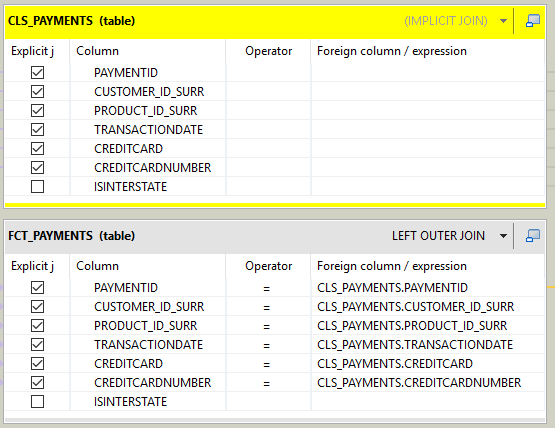 CLS_PAYMENTS (table) (IMPLICIT JOIN)
Explicit j Column Operator Foreign column / expression
PAYMENTID
CUSTOMER_ID_SURR
PRODUCT_ID_SURR
TRANSACTIONDATE
CREDITCARD
CREDITCARDNUMBER
ISINTERSTATE
FCT_PAYMENTS (table) LEFT OUTER JOIN
Explicit j Column Operator Foreign column / expression
PAYMENTID = CLS_PAYMENTS.PAYMENTID
CUSTOMER_ID_SURR = CLS_PAYMENTS.CUSTOMER_ID_SURR
PRODUCT_ID_SURR = CLS_PAYMENTS.PRODUCT_ID_SURR
TRANSACTIONDATE = CLS_PAYMENTS.TRANSACTIONDATE
CREDITCARD = CLS_PAYMENTS.CREDITCARD
CREDITCARDNUMBER = CLS_PAYMENTS.CREDITCARDNUMBER
ISINTERSTATE